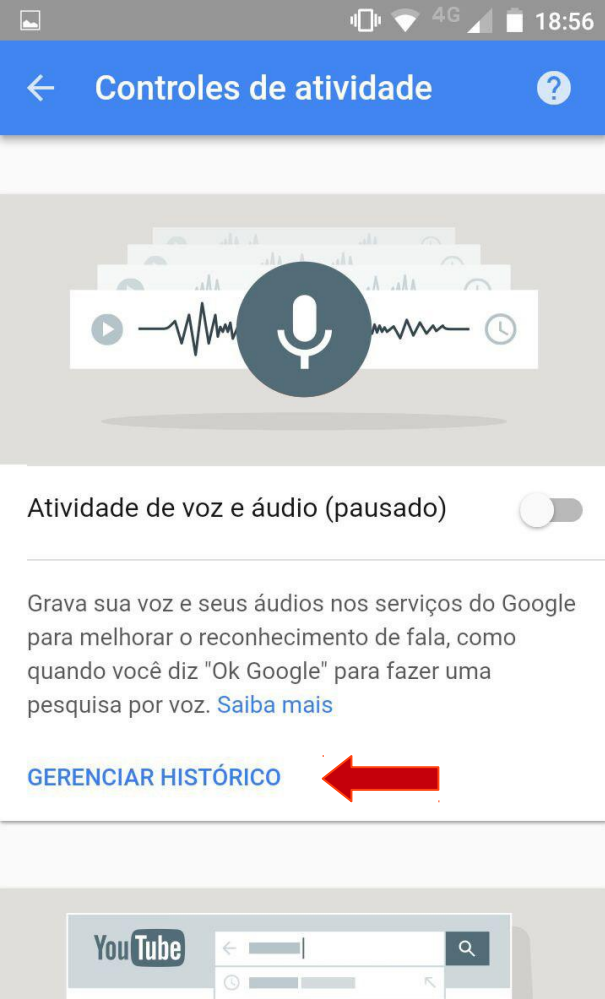 4G 18:56
Controles de atividade ?
Atividade de voz e áudio (pausado)
Grava sua voz e seus áudios nos serviços do Google
para melhorar o reconhecimento de fala, como
quando você diz "Ok Google" para fazer uma
pesquisa por voz. Saiba mais
GERENCIAR HISTÓRICO
YouTube